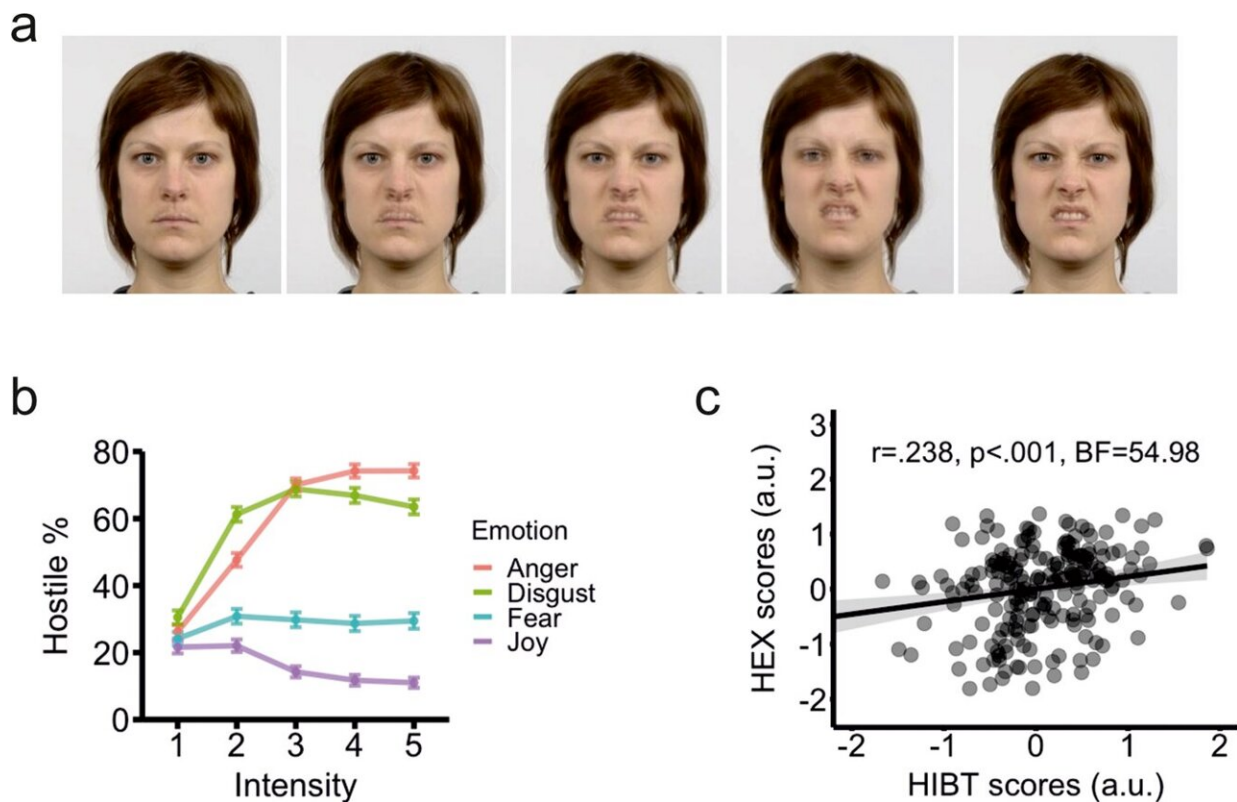 a
b
80
60
40
20
0
Hostile %
1 2 3 4 5
Intensity
Emotion
Anger
Disgust
Fear
Joy
c
3
2
1
0
-1
-2
HEX scores (a.u.)
r=.238, p<.001, BF=54.98
-2 -1 0 1 2
HIBT scores (a.u.)